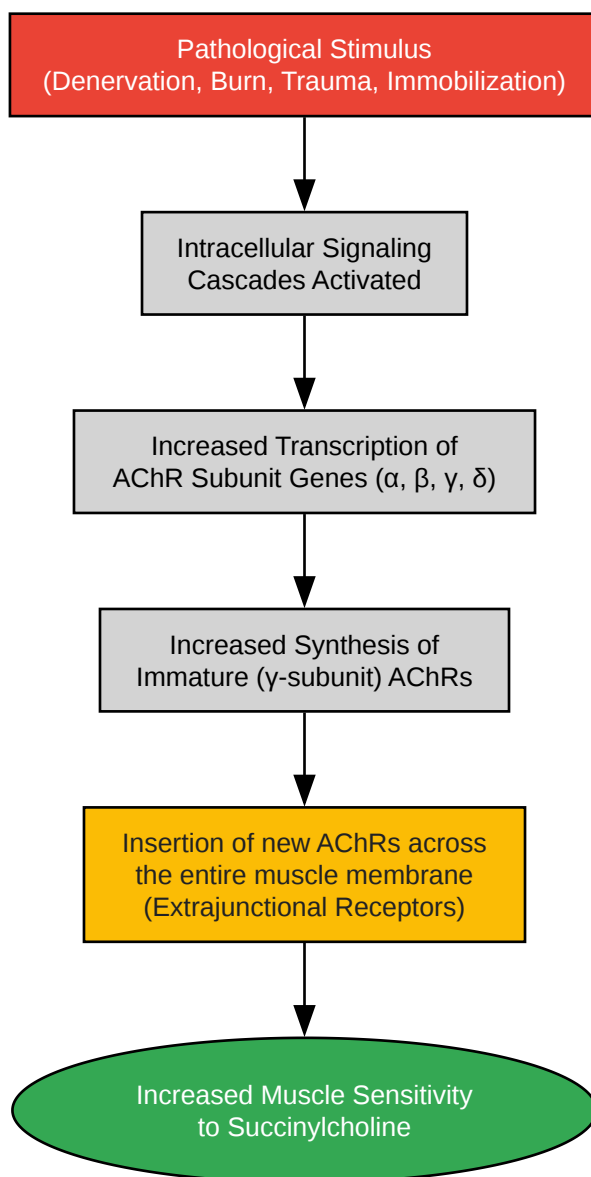 Pathological Stimulus
(Denervation, Burn, Trauma, Immobilization)
Intracellular Signaling
Cascades Activated
Increased Transcription of
AChR Subunit Genes (α, β, γ, δ)
Increased Synthesis of
Immature (γ-subunit) AChRs
Insertion of new AChRs across
the entire muscle membrane
(Extrajunctional Receptors)
Increased Muscle Sensitivity
to Succinylcholine